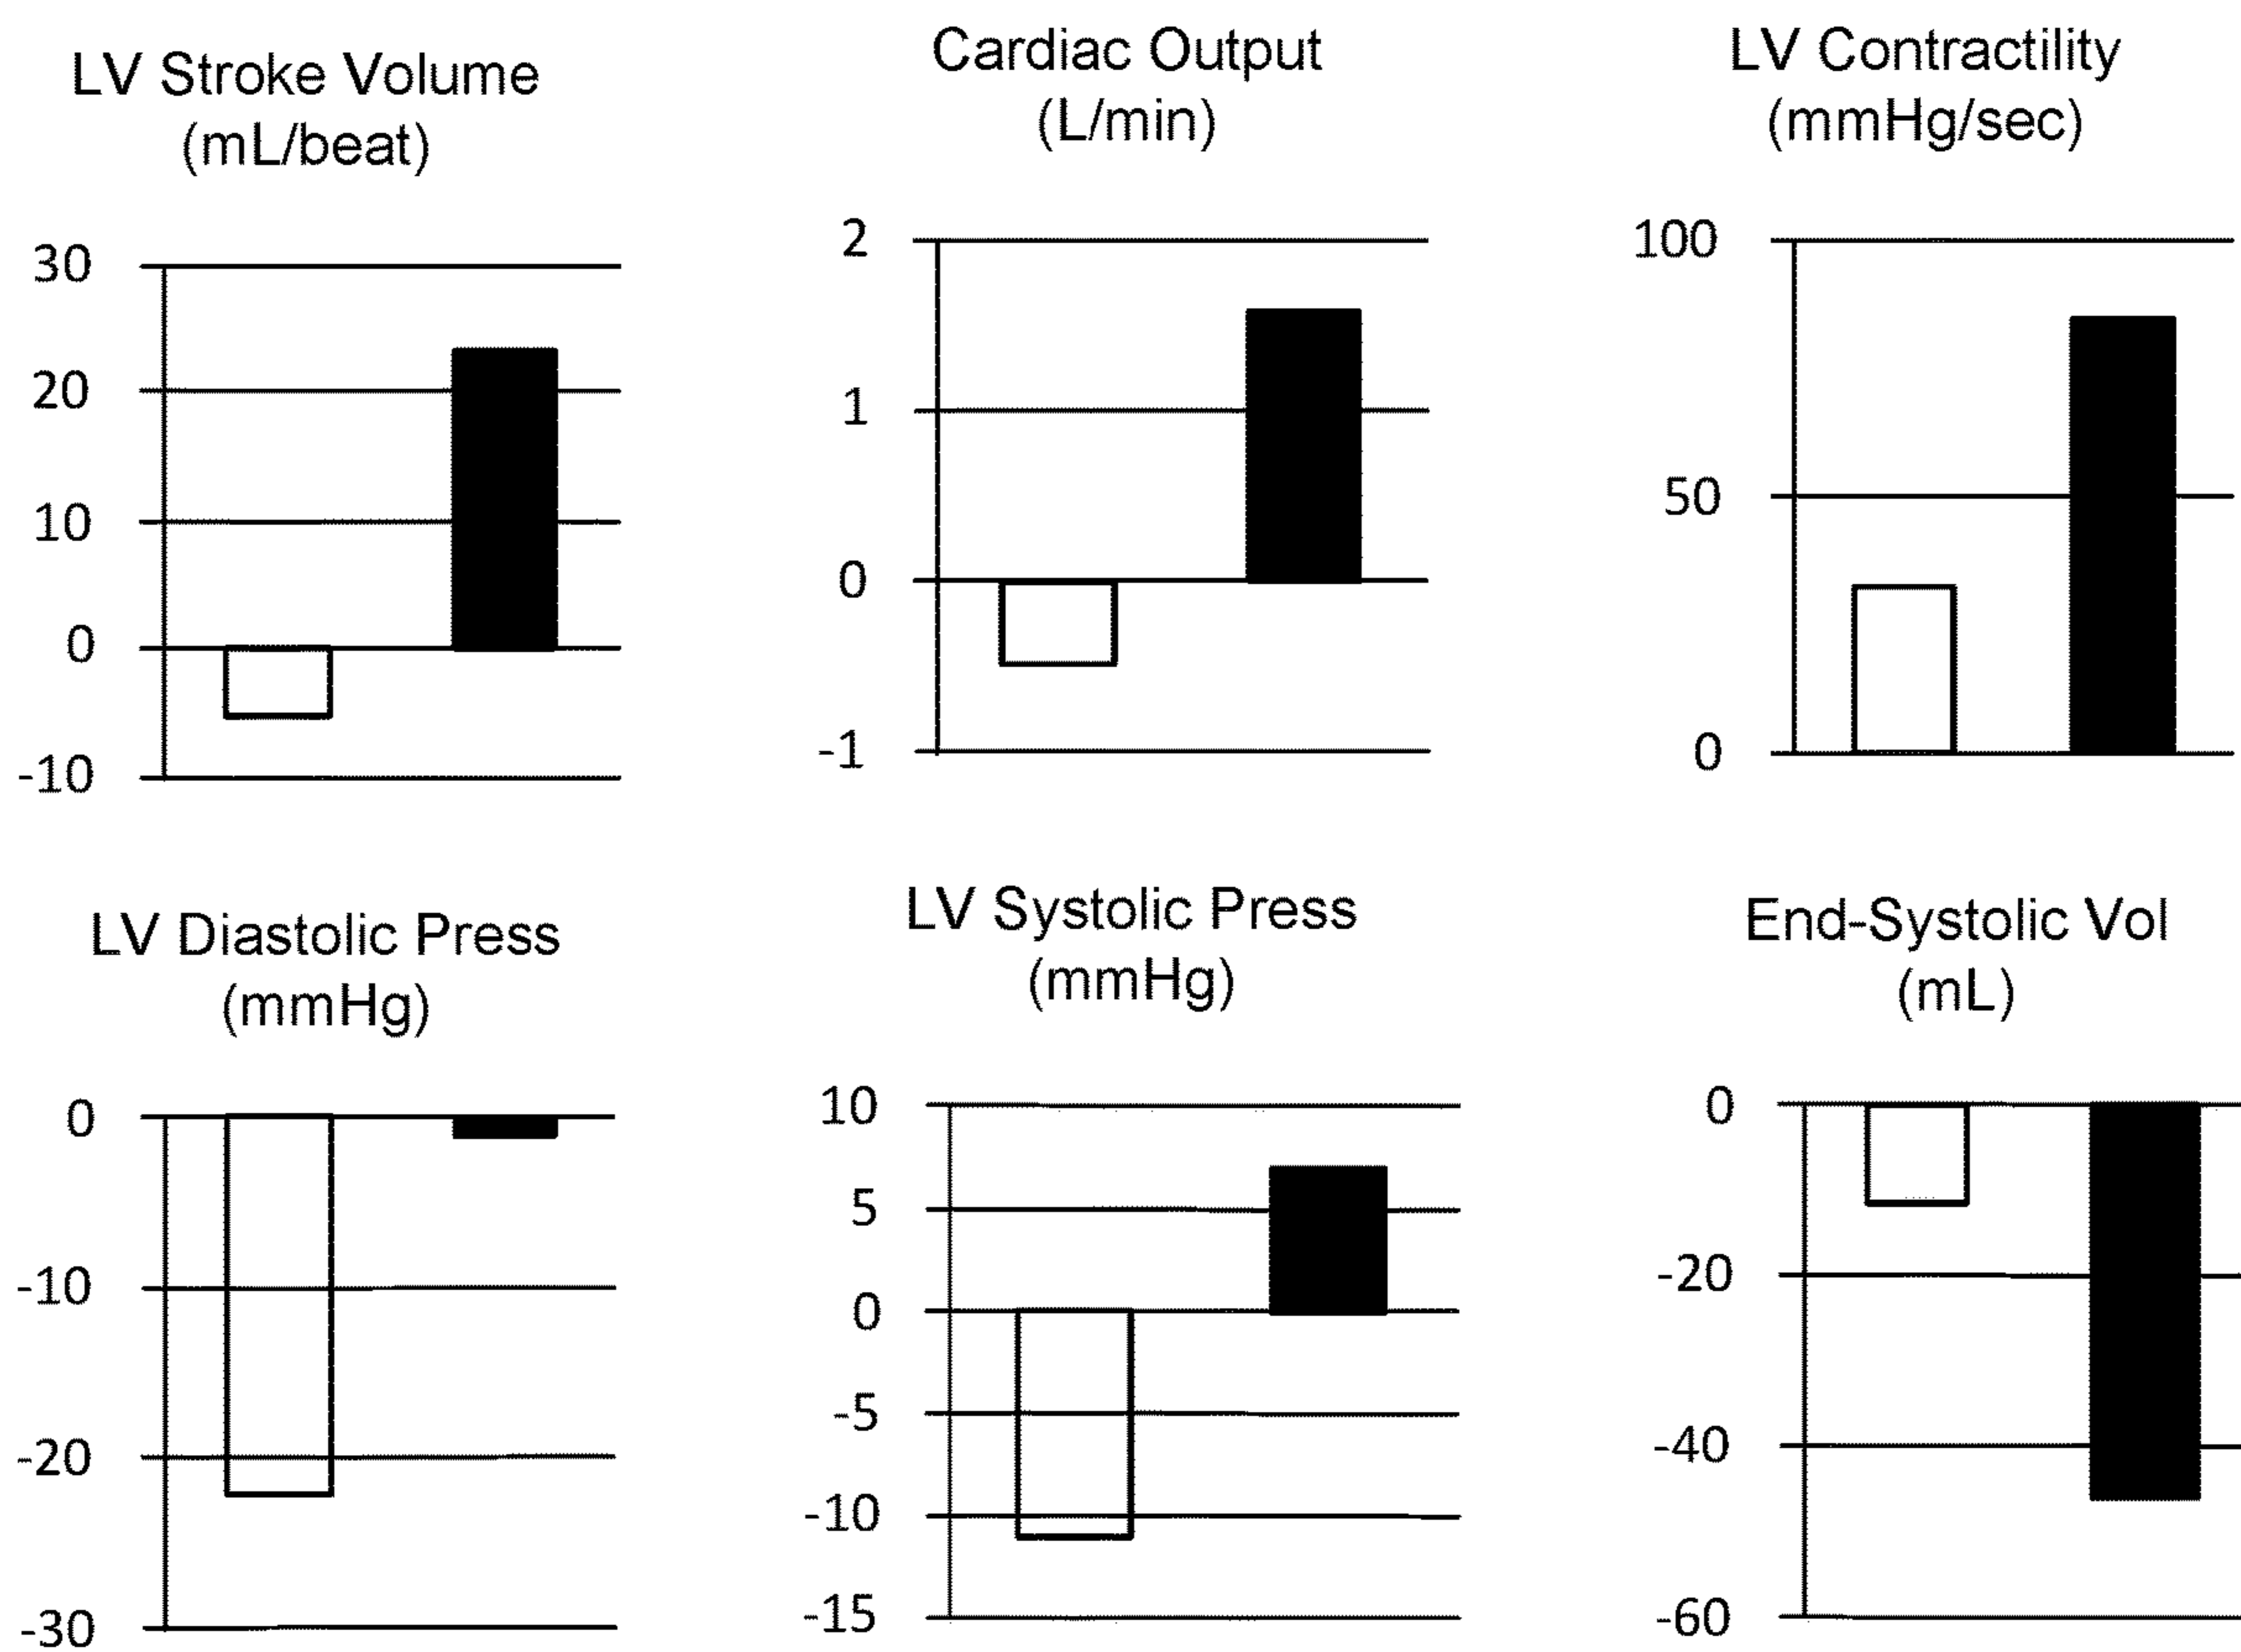 LV Stroke Volume
(mL/beat)
30
20
10
0
-10
Cardiac Output
(L/min)
2
1
0
-1
LV Contractility
(mmHg/sec)
100
50
0
LV Diastolic Press
(mmHg)
0
-10
-20
-30
LV Systolic Press
(mmHg)
10
5
0
-5
-10
-15
End-Systolic Vol
(mL)
0
-20
-40
-60